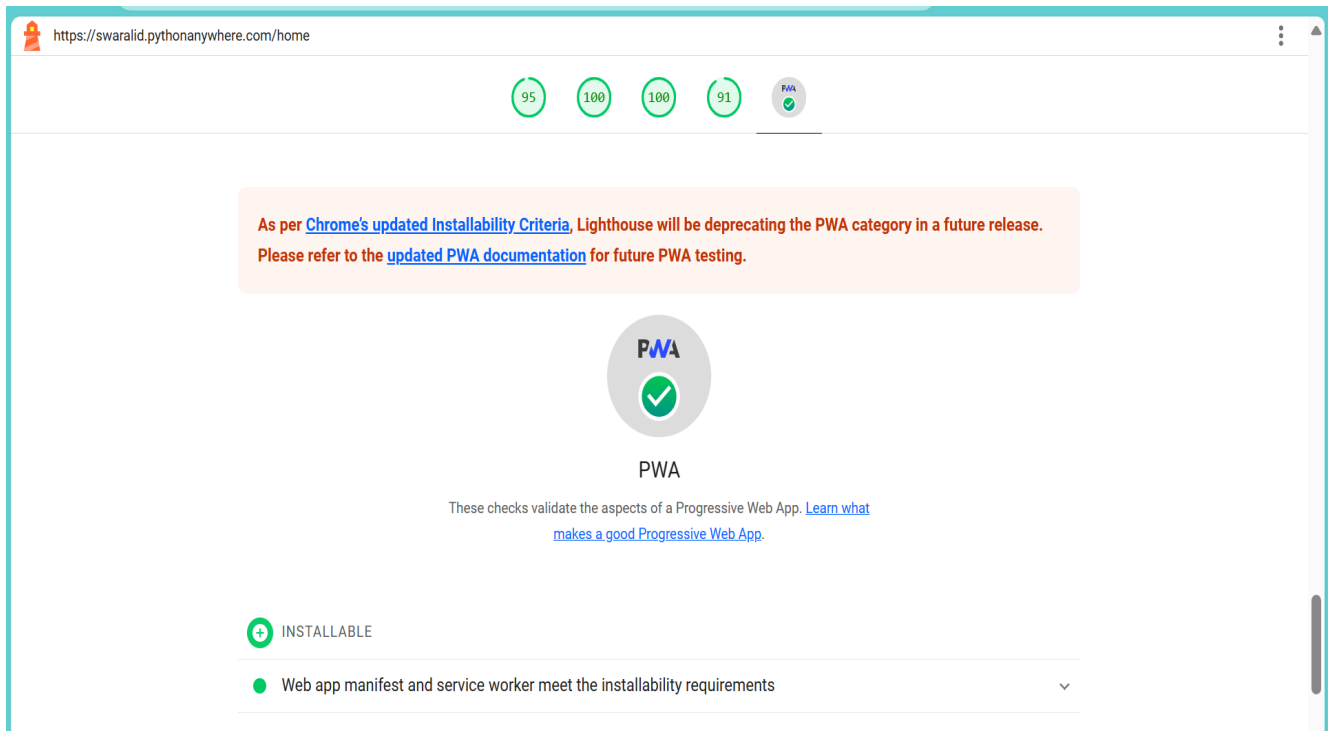 https://swaralid.pythonanywhere.com/home
95 100 100 91 PWA
As per Chrome's updated Installability Criteria, Lighthouse will be deprecating the PWA category in a future release.
Please refer to the updated PWA documentation for future PWA testing.
PWA
PWA
These checks validate the aspects of a Progressive Web App. Learn what
makes a good Progressive Web App.
INSTALLABLE
Web app manifest and service worker meet the installability requirements